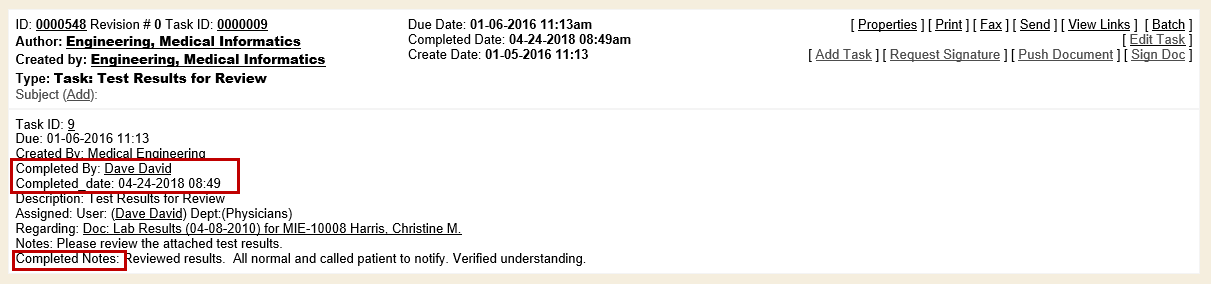 ID: 0000548 Revision # 0 Task ID: 0000009
Author: Engineering, Medical Informatics
Created by: Engineering, Medical Informatics
Type: Task: Test Results for Review
Subject (Add):
Due Date: 01-06-2016 11:13am
Completed Date: 04-24-2018 08:49am
Create Date: 01-05-2016 11:13
[ Properties ] [ Print ] [ Fax ] [ Send ] [ View Links ] [ Batch ]
[ Edit Task ]
[ Add Task ] [ Request Signature ] [ Push Document ] [ Sign Doc ]
Task ID: 9
Due: 01-06-2016 11:13
Created By: Medical Engineering
Completed By: Dave David
Completed_date: 04-24-2018 08:49
Description: Test Results for Review
Assigned: User: (Dave David) Dept:(Physicians)
Regarding: Doc: Lab Results (04-08-2010) for MIE-10008 Harris, Christine M.
Notes: Please review the attached test results.
Completed Notes: Reviewed results. All normal and called patient to notify. Verified understanding.